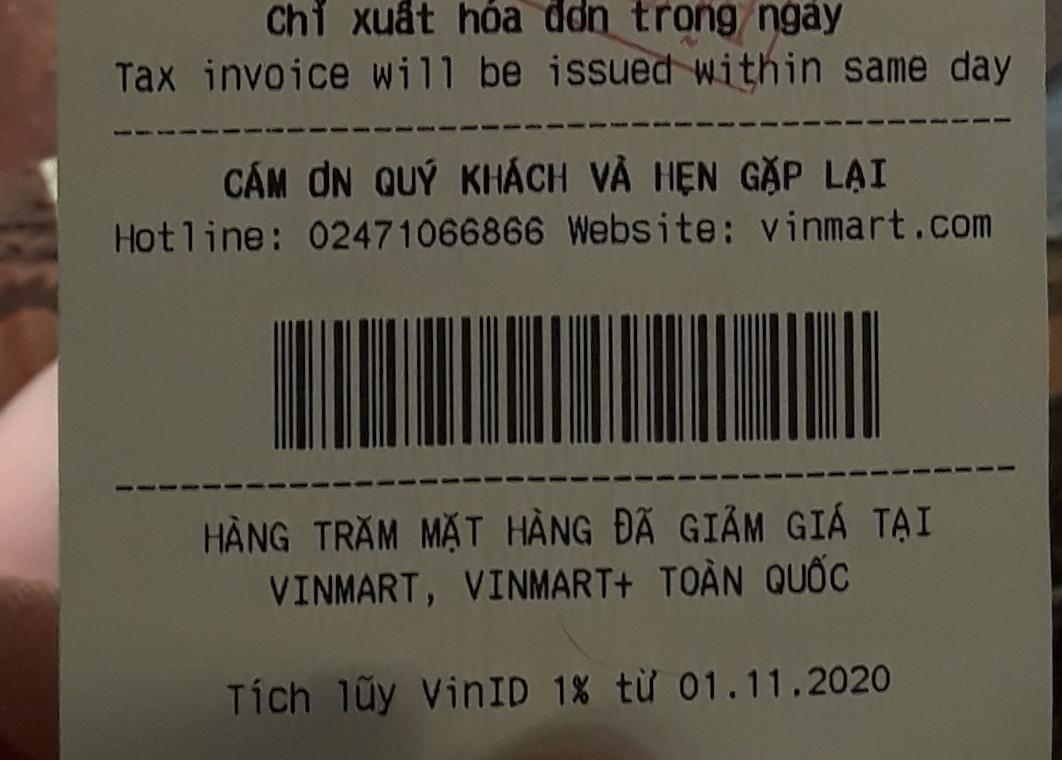 Chỉ xuất hóa đơn trong ngày
Tax invoice will be issued within same day
CÁM ƠN QUÝ KHÁCH VÀ HẸN GẶP LẠI
Hotline: 02471066866 Website: vinmart.com
HÀNG TRĂM MẶT HÀNG ĐÃ GIẢM GIÁ TẠI
VINMART, VINMART+ TOÀN QUỐC
Tích lũy VinID 1% từ 01.11.2020